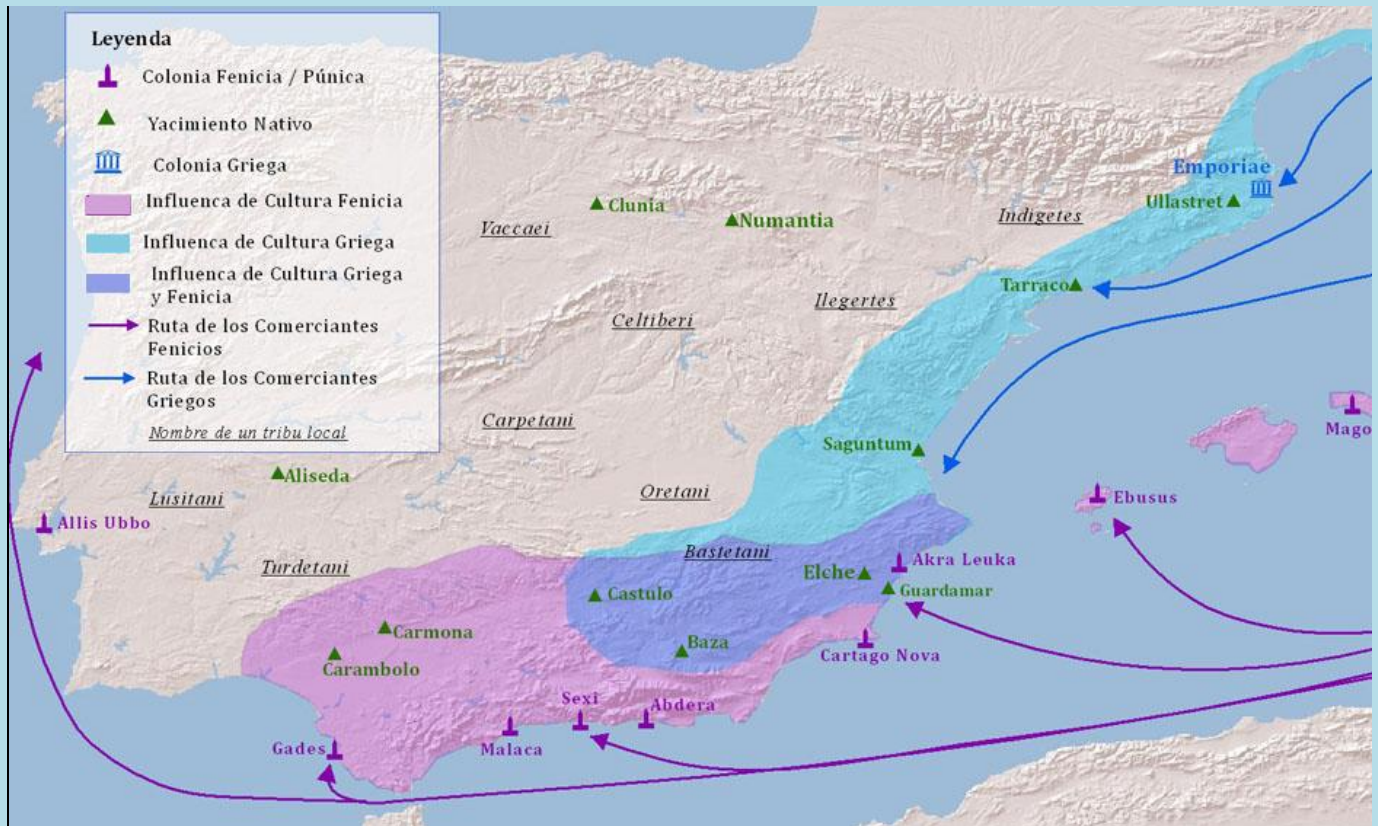 Leyenda
Colonia Fenicia / Púnica
Yacimiento Nativo
Colonia Griega
Influenca de Cultura Fenicia
Influenca de Cultura Griega
Influenca de Cultura Griega
y Fenicia
Ruta de los Comerciantes
Fenicios
Ruta de los Comerciantes
Griegos
Nombre de un tribu local
Emporiae
Ullastret
Indigetes
Clunia
Numantia
Vaccaei
Tarraco
Ilegertes
Celtiberi
Mago
Carpetani
Saguntum
Aliseda
Lusitani
Oretani
Ebusus
Allis Ubbo
Bastetani
Akra Leuka
Turdetani
Elche
Guardamar
Castulo
Carmona
Baza
Cartago Nova
Carambolo
Sexi
Abdera
Gades
Malaca